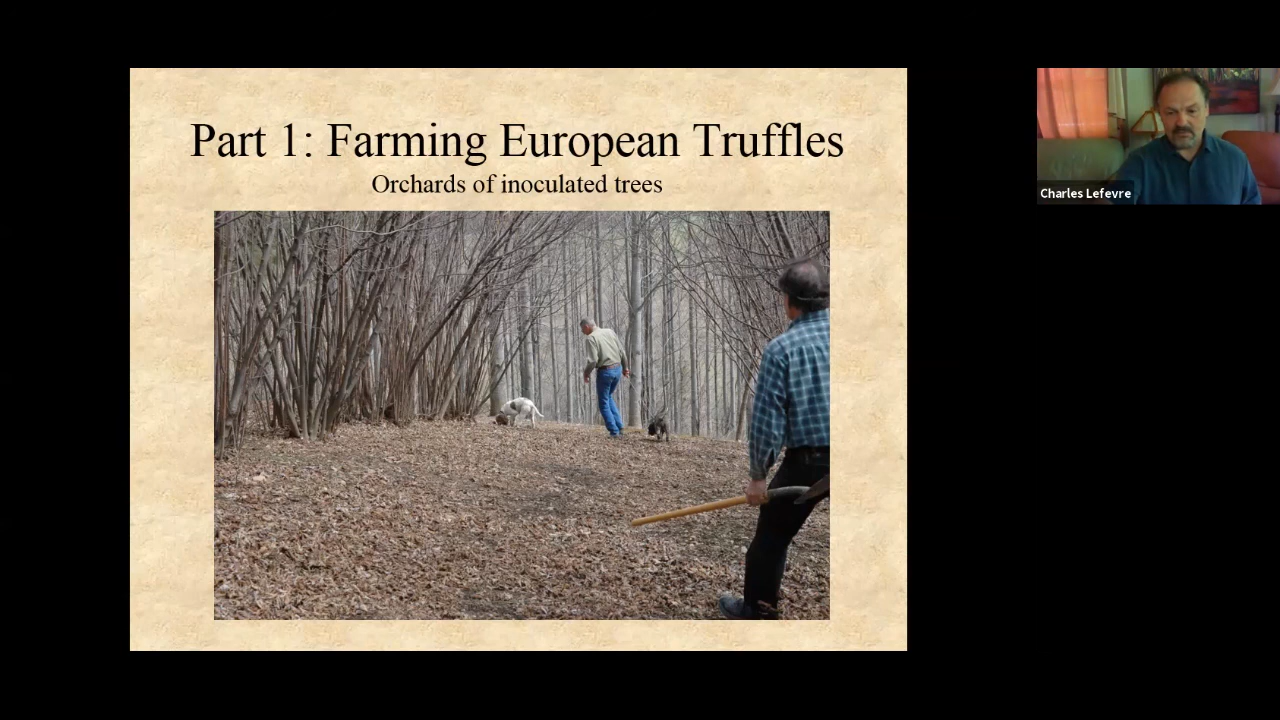 Part 1: Farming European Truffles
Orchards of inoculated trees
Charles Lefevre